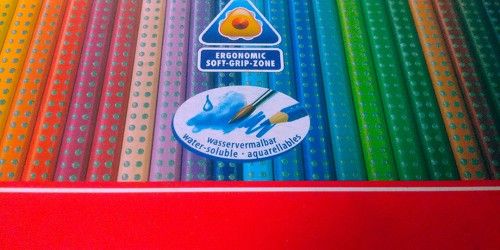 ERGONOMIC
SOFT-GRIP-ZONE
wasservermalbar
water-soluble · aquarellables